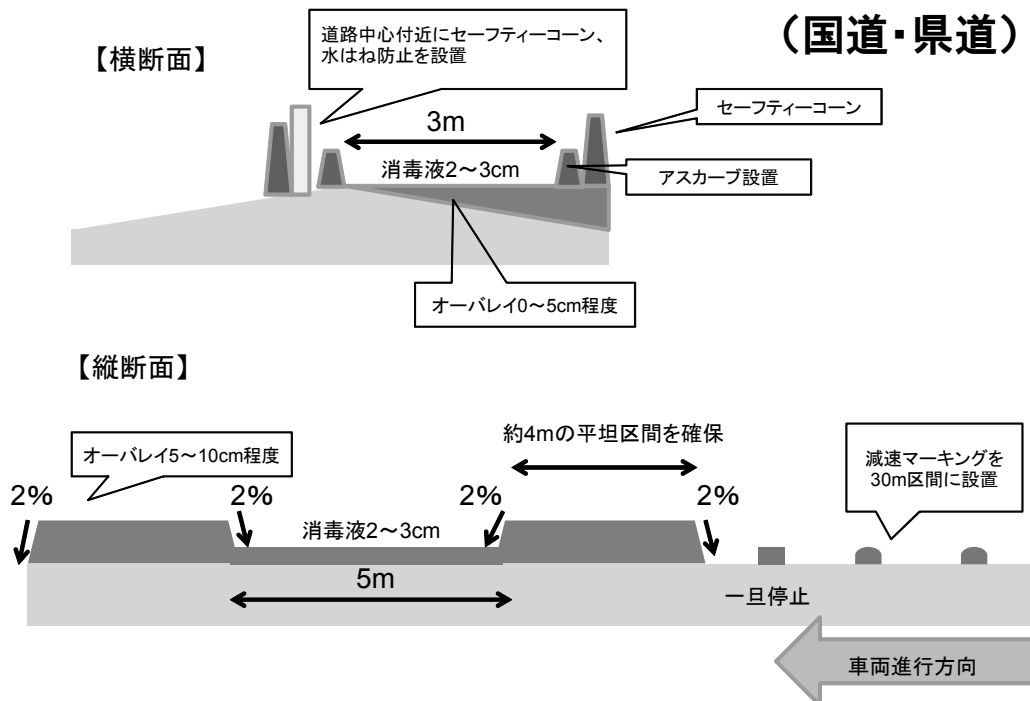 （国道・県道）
【横断面】
道路中心付近にセーフティーコーン、
水はね防止を設置
セーフティーコーン
3m
消毒液2～3cm
アスカーブ設置
オーバレイ0～5cm程度
【縦断面】
約4mの平坦区間を確保
オーバレイ5～10cm程度
減速マーキングを
30m区間に設置
2%
2%
2%
2%
消毒液2～3cm
5m
一旦停止
車両進行方向